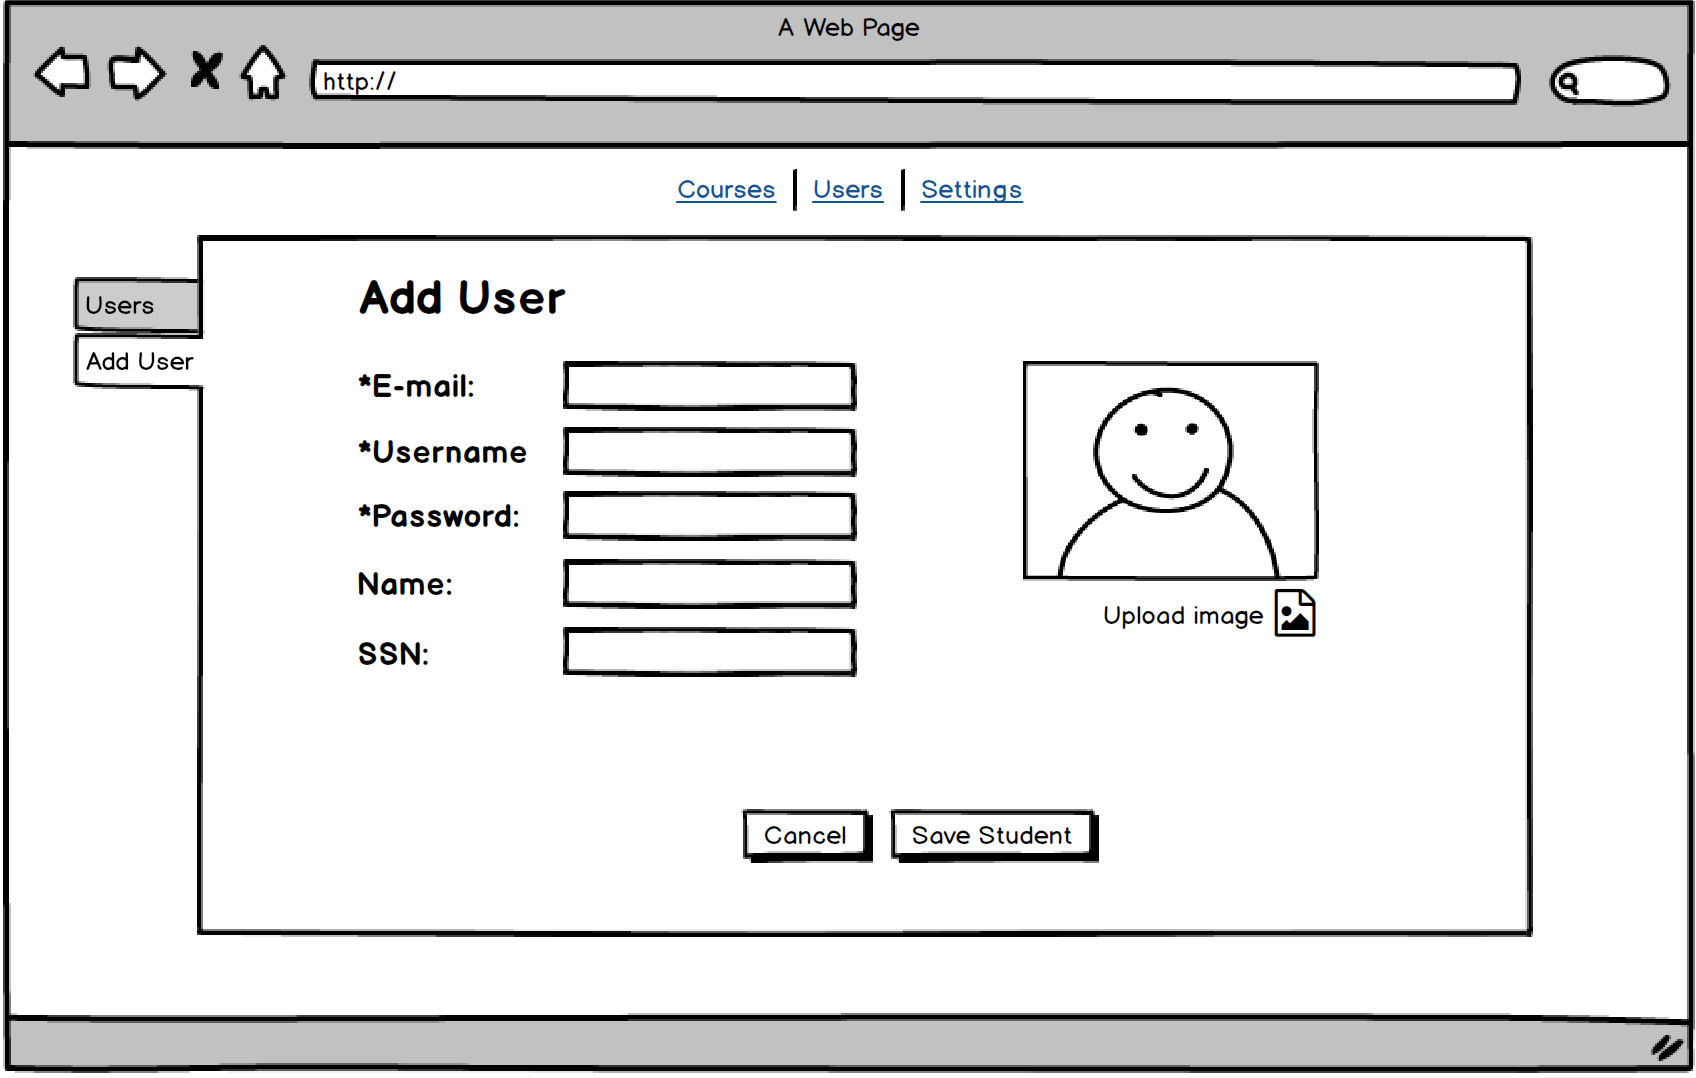 A Web Page
http://
Courses Users Settings
Users
Add User
Add User
*E-mail:
*Username
*Password:
Name:
SSN:
Upload image
Cancel Save Student